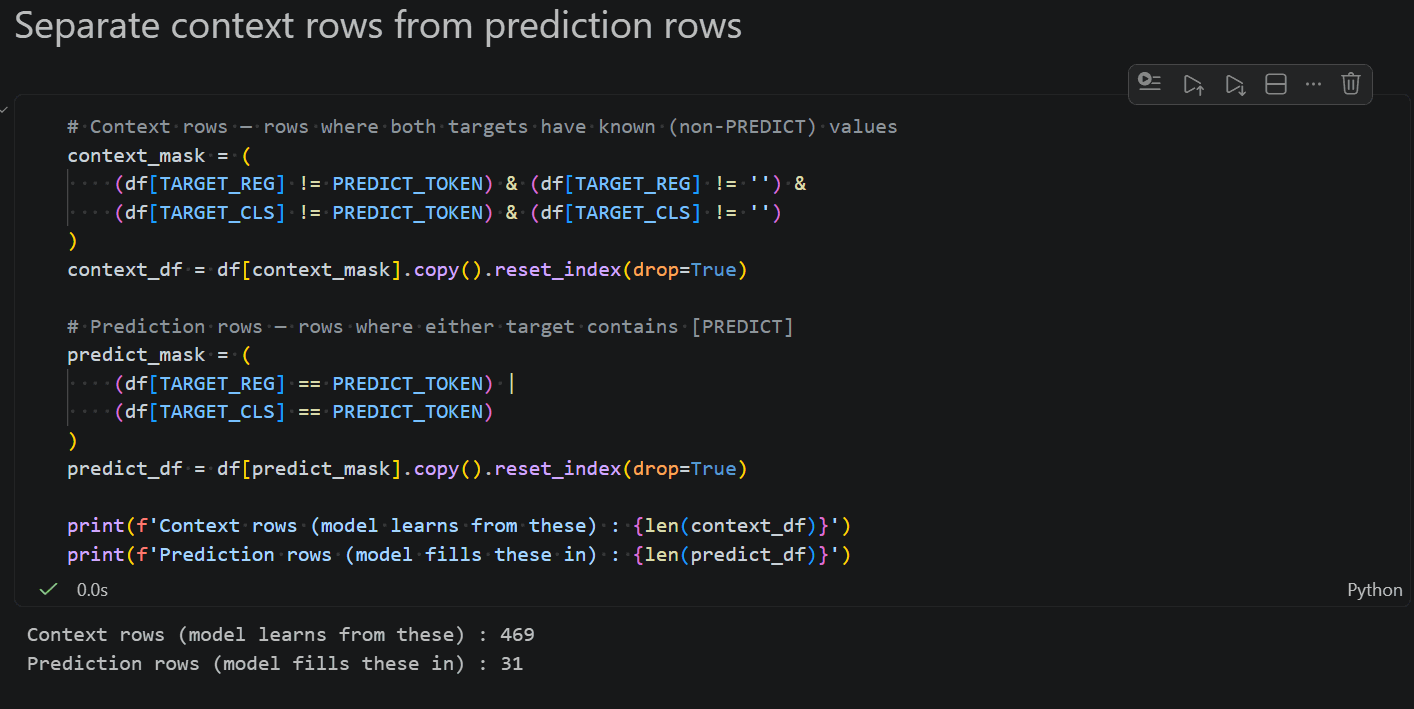 Separate context rows from prediction rows
# Context rows — rows where both targets have known (non-PREDICT) values
context_mask = (
    (df[TARGET_REG] != PREDICT_TOKEN) & (df[TARGET_REG] != '') &
    (df[TARGET_CLS] != PREDICT_TOKEN) & (df[TARGET_CLS] != '')
)
context_df = df[context_mask].copy().reset_index(drop=True)
# Prediction rows — rows where either target contains [PREDICT]
predict_mask = (
    (df[TARGET_REG] == PREDICT_TOKEN) |
    (df[TARGET_CLS] == PREDICT_TOKEN)
)
predict_df = df[predict_mask].copy().reset_index(drop=True)
print(f'Context rows (model learns from these) : {len(context_df)}')
print(f'Prediction rows (model fills these in) : {len(predict_df)}')
0.0s
Python
Context rows (model learns from these) : 469
Prediction rows (model fills these in) : 31